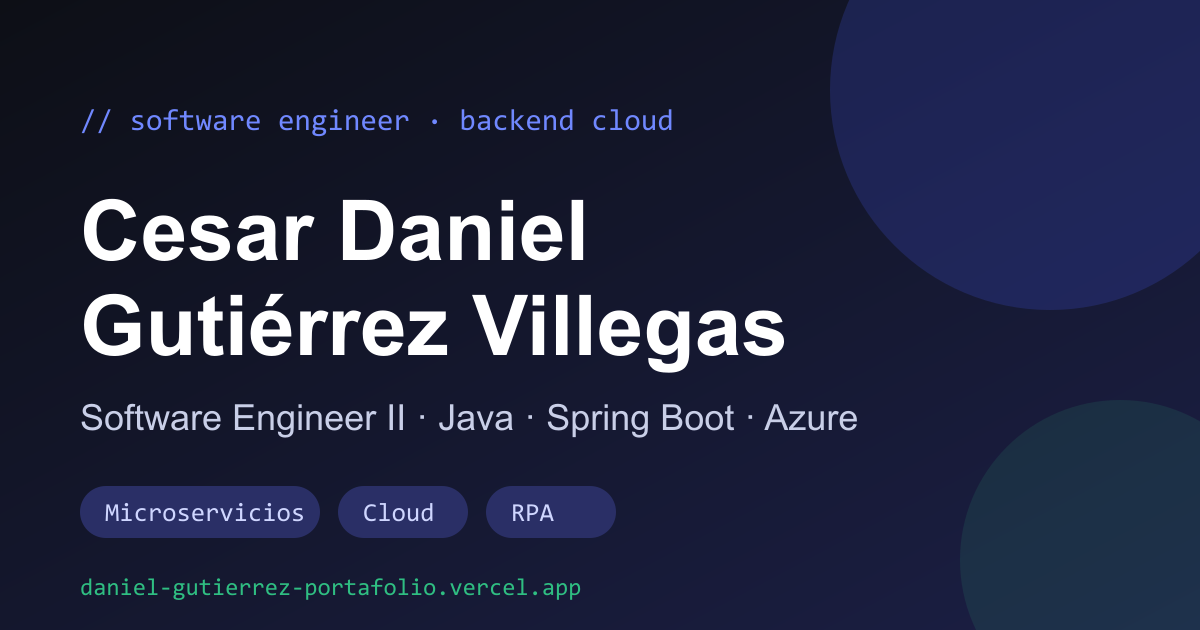 // software engineer · backend cloud
Cesar Daniel
Gutiérrez Villegas
Software Engineer II · Java · Spring Boot · Azure
Microservicios Cloud RPA
daniel-gutierrez-portafolio.vercel.app